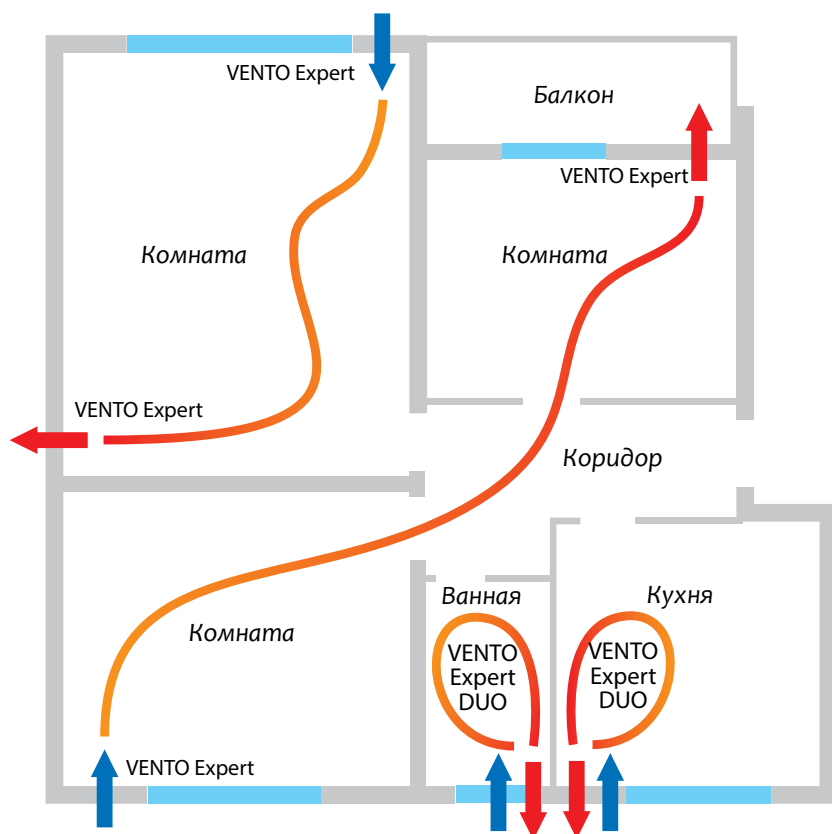 VENTO Expert
Балкон
VENTO Expert
Комната
Комната
VENTO Expert
Коридор
Ванная
Кухня
Комната
VENTO
Expert
DUO
VENTO
Expert
DUO
VENTO Expert